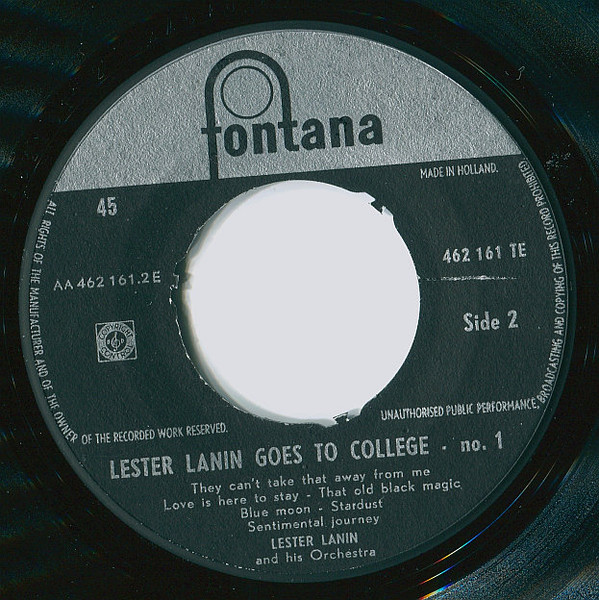 fontana
MADE IN HOLLAND.
45
AA 462 161.2 E
462 161 TE
Side 2
ALL RIGHTS OF THE MANUFACTURER AND OF THE OWNER OF THE RECORDED WORK RESERVED.
UNAUTHORISED PUBLIC PERFORMANCE, BROADCASTING AND COPYING OF THIS RECORD PROHIBITED
LESTER LANIN GOES TO COLLEGE - no. 1
They can't take that away from me
Love is here to stay - That old black magic
Blue moon - Stardust
Sentimental journey
LESTER LANIN
and his Orchestra